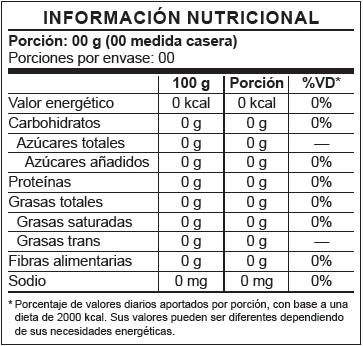 INFORMACIÓN NUTRICIONAL
Porción: 00 g (00 medida casera)
Porciones por envase: 00
100 g Porción %VD*
Valor energético 0 kcal 0 kcal 0%
Carbohidratos 0 g 0 g 0%
Azúcares totales 0 g 0 g —
Azúcares añadidos 0 g 0 g 0%
Proteínas 0 g 0 g 0%
Grasas totales 0 g 0 g 0%
Grasas saturadas 0 g 0 g 0%
Grasas trans 0 g 0 g —
Fibras alimentarias 0 g 0 g 0%
Sodio 0 mg 0 mg 0%
* Porcentaje de valores diarios aportados por porción, con base a una
dieta de 2000 kcal. Sus valores pueden ser diferentes dependiendo
de sus necesidades energéticas.